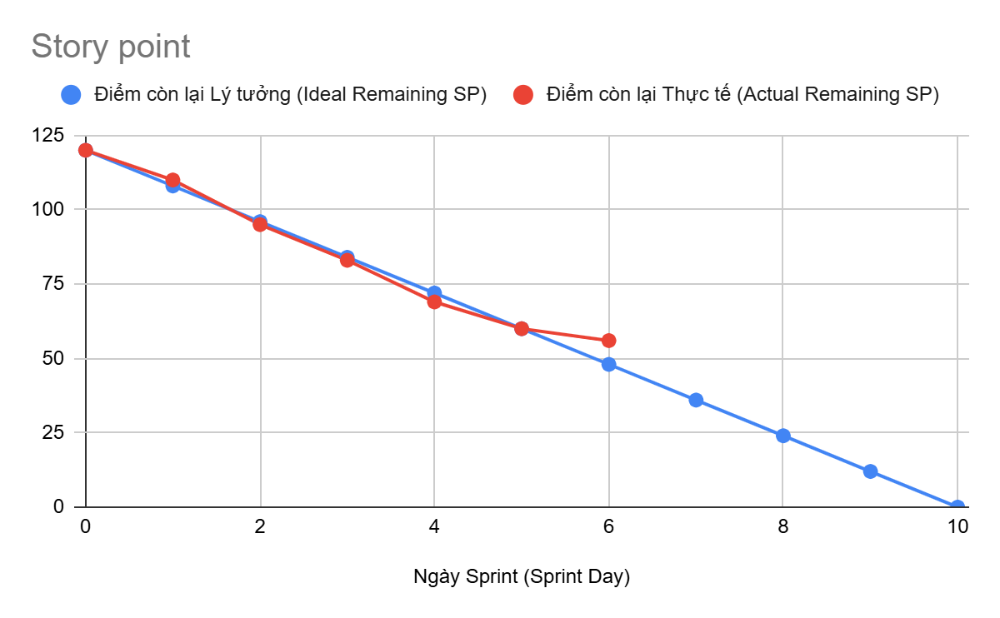 Story point
Điểm còn lại Lý tưởng (Ideal Remaining SP)
Điểm còn lại Thực tế (Actual Remaining SP)
125
100
75
50
25
0
0 2 4 6 8 10
Ngày Sprint (Sprint Day)